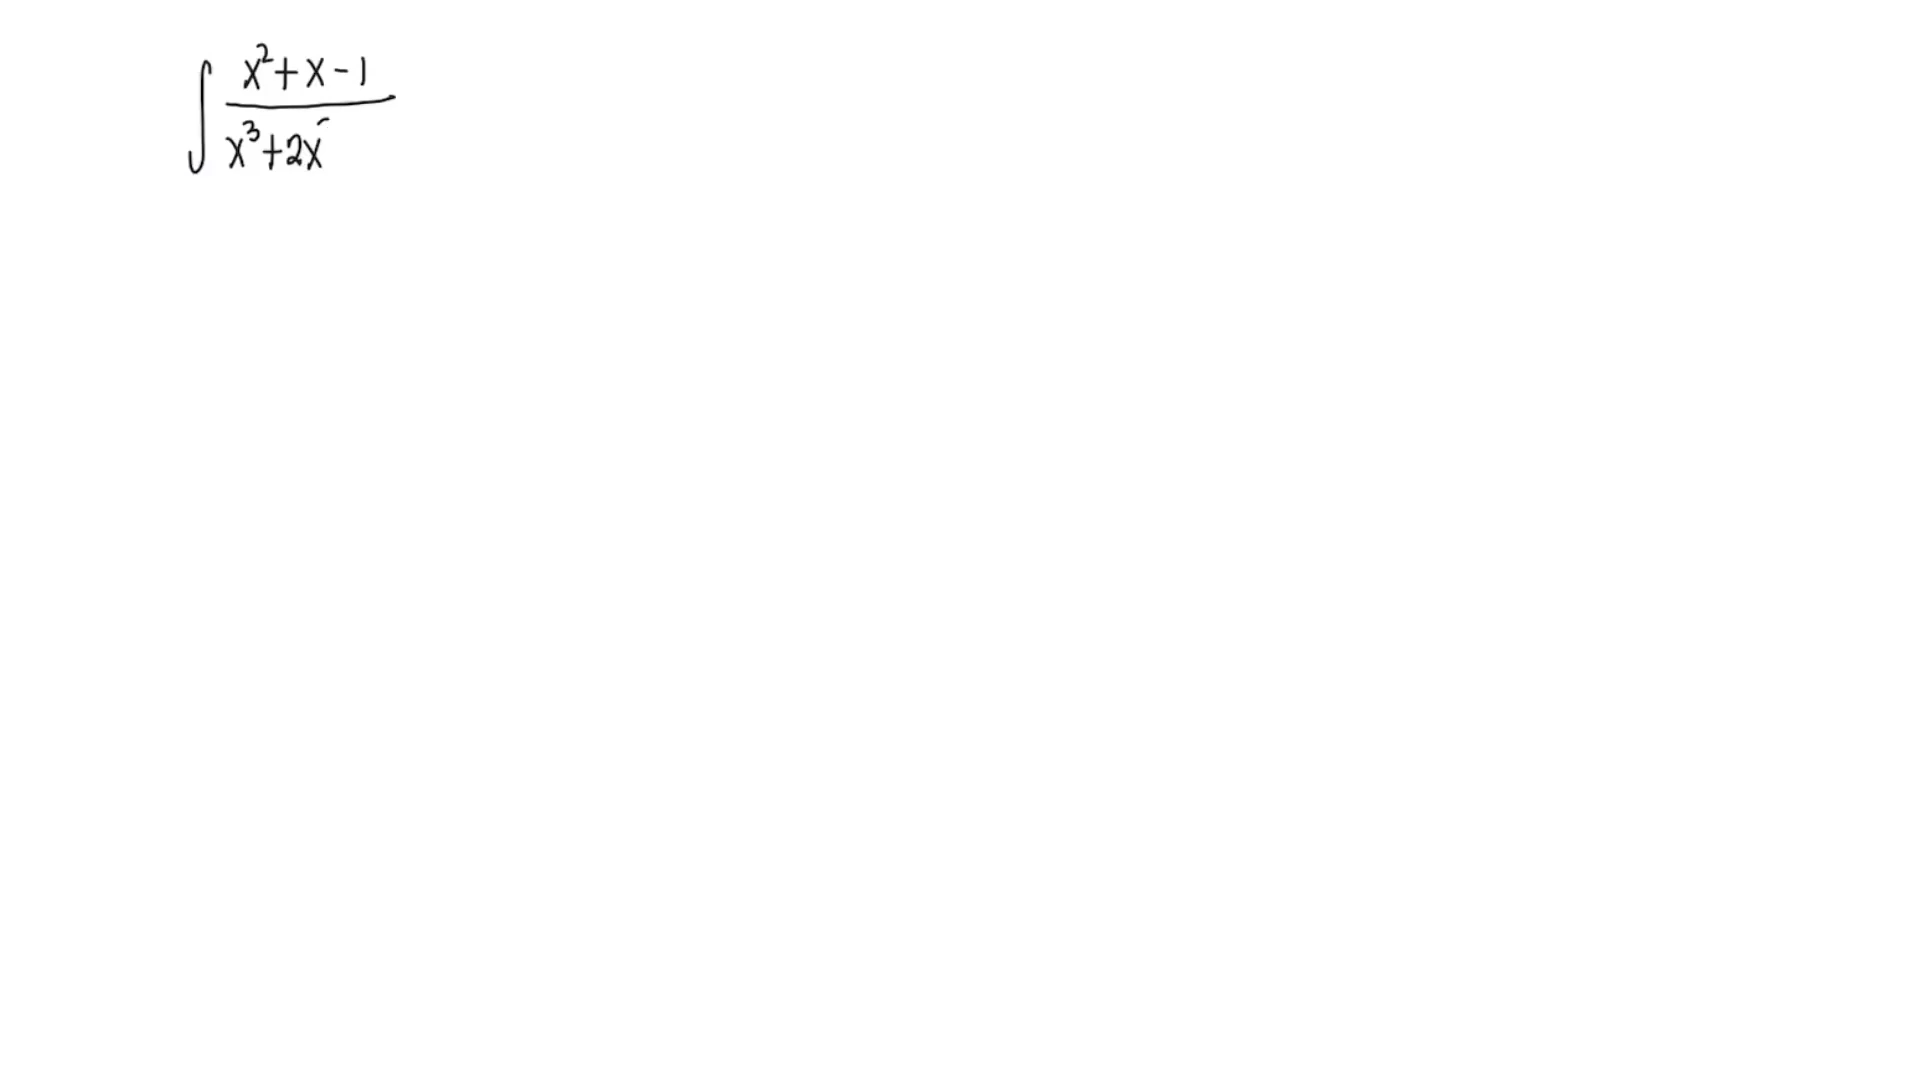 ∫ (x²+x-1)/(x³+2x